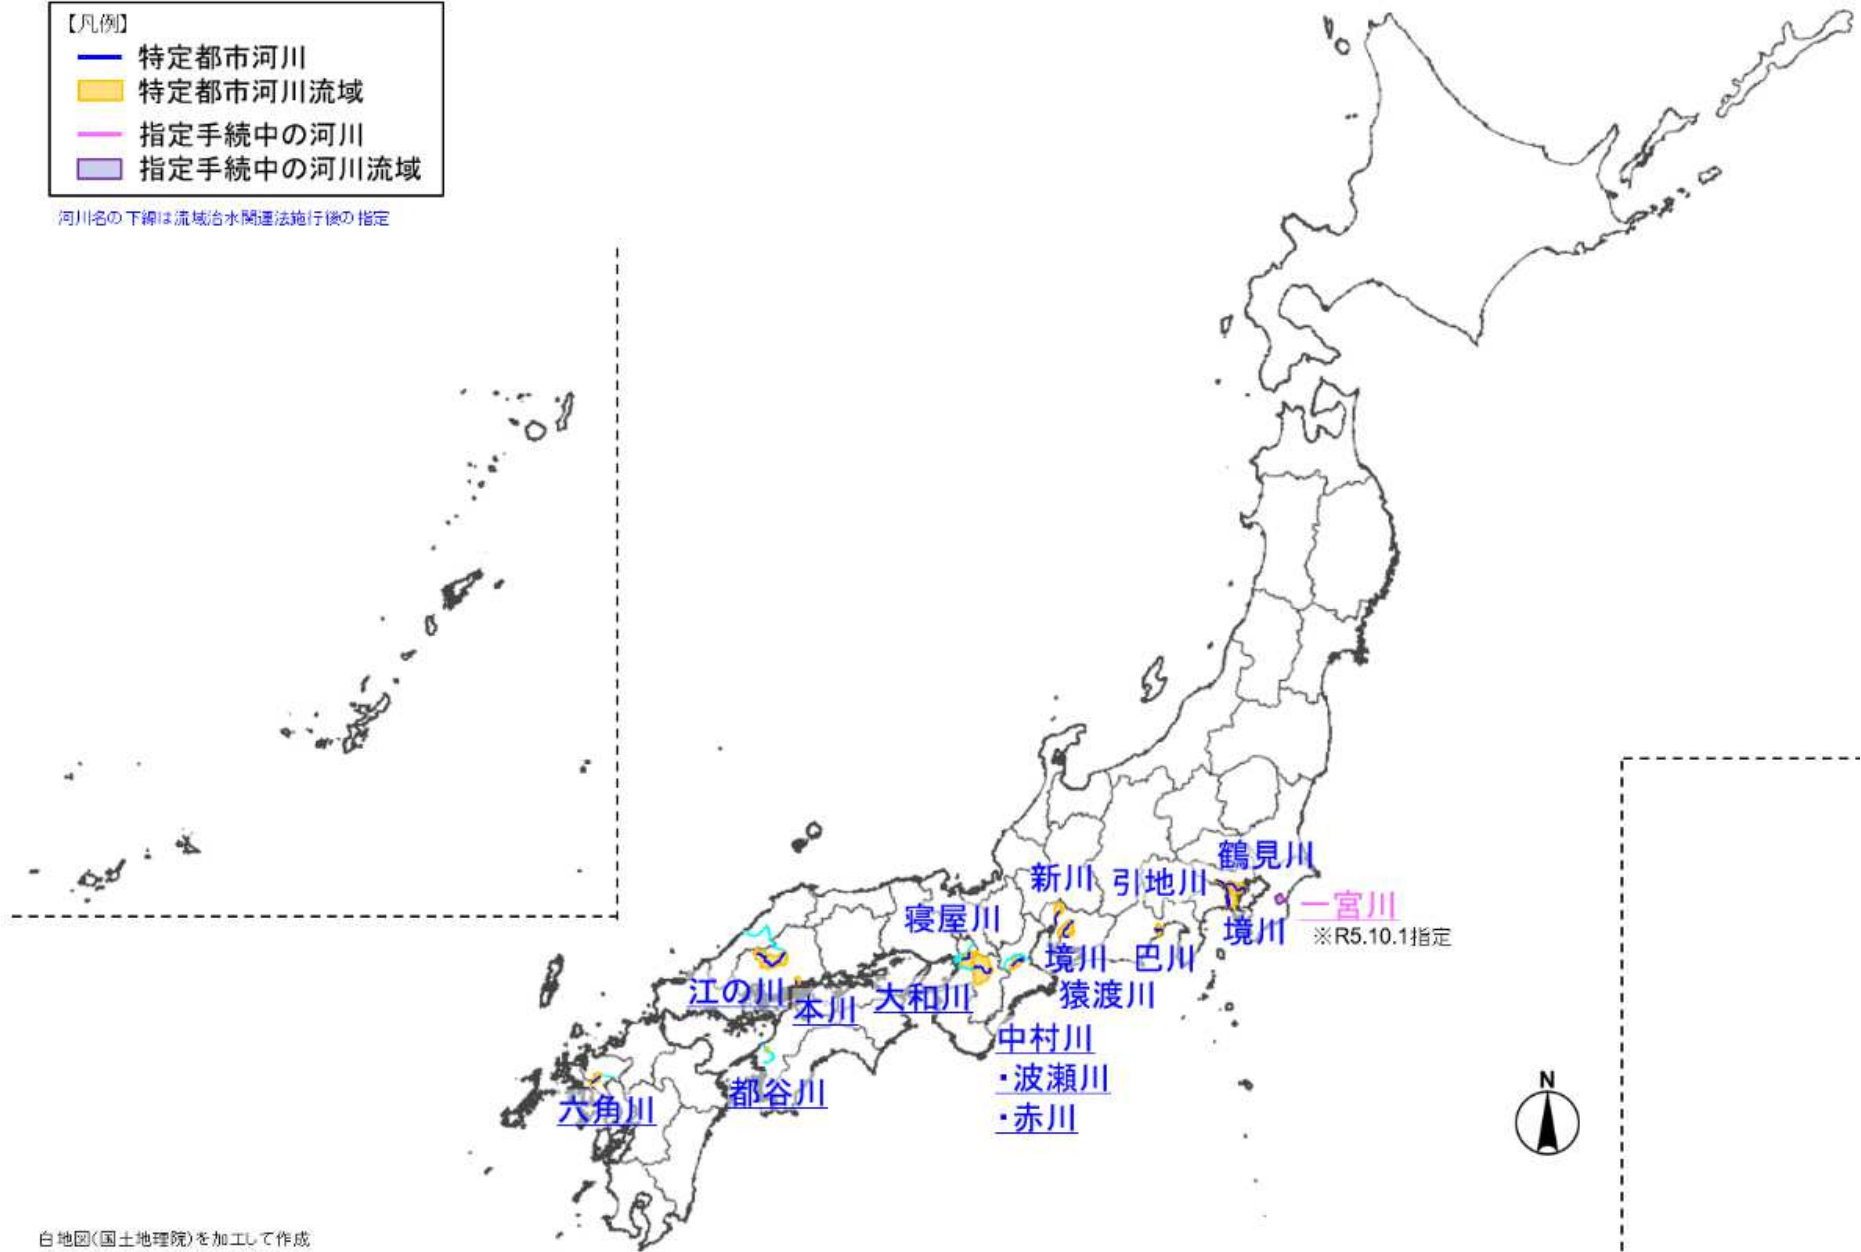 【凡例】
特定都市河川
特定都市河川流域
指定手続中の河川
指定手続中の河川流域
河川名の下線は流域治水関連法施行後の指定
鶴見川
新川
引地川
一宮川
寝屋川
境川
※R5.10.1指定
境川
巴川
江の川
本川
大和川
猿渡川
中村川
・波瀬川
・赤川
都谷川
六角川
N
白地図(国土地理院)を加工して作成